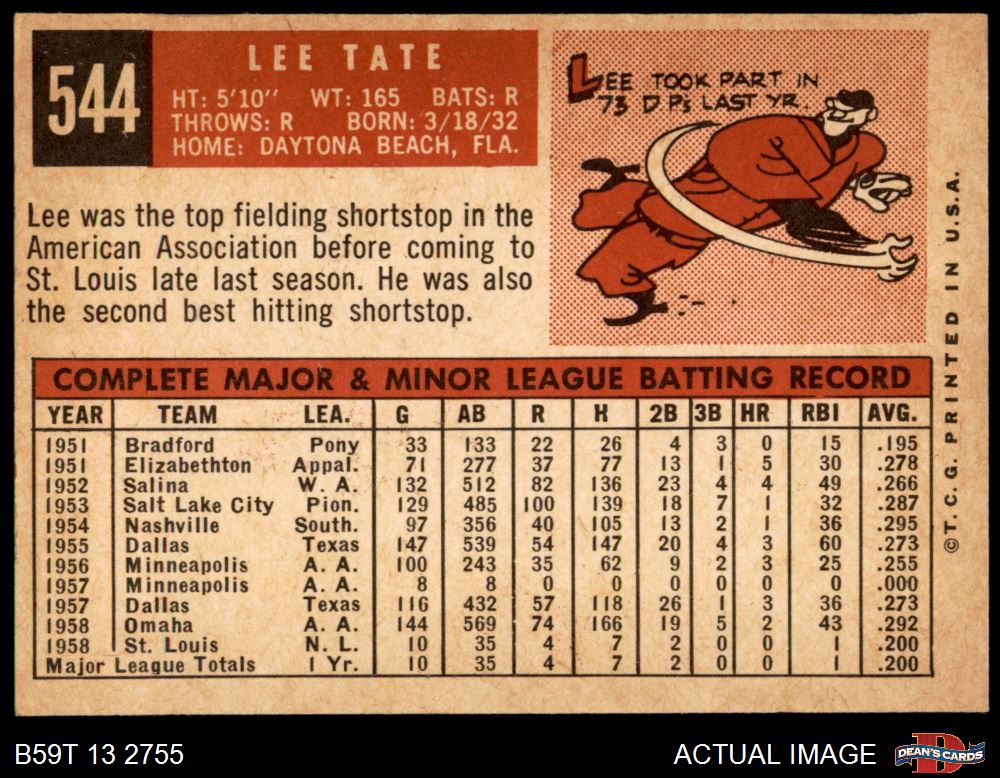 544
LEE TATE
HT: 5'10" WT: 165 BATS: R
THROWS: R BORN: 3/18/32
HOME: DAYTONA BEACH, FLA.
LEE TOOK PART IN
73 D P's LAST YR.
Lee was the top fielding shortstop in the
American Association before coming to
St. Louis late last season. He was also
the second best hitting shortstop.
COMPLETE MAJOR & MINOR LEAGUE BATTING RECORD
YEAR TEAM LEA. G AB R H 2B 3B HR RBI AVG.
1951 Bradford Pony 33 133 22 26 4 3 0 15 .195
1951 Elizabethton Appal. 71 277 37 77 13 1 5 30 .278
1952 Salina W. A. 132 512 82 136 23 4 4 49 .266
1953 Salt Lake City Pion. 129 485 100 139 18 7 1 32 .287
1954 Nashville South. 97 356 40 105 13 2 1 36 .295
1955 Dallas Texas 147 539 54 147 20 4 3 60 .273
1956 Minneapolis A. A. 100 243 35 62 9 2 3 25 .255
1957 Minneapolis A. A. 8 8 0 0 0 0 0 0 .000
1957 Dallas Texas 116 432 57 118 26 1 3 36 .273
1958 Omaha A. A. 144 569 74 166 19 5 2 43 .292
1958 St. Louis N. L. 10 35 4 7 2 0 0 1 .200
Major League Totals 1 Yr. 10 35 4 7 2 0 0 1 .200
©T. C. G. PRINTED IN U.S.A.
B59T 13 2755
ACTUAL IMAGE
D
DEAN'S CARDS